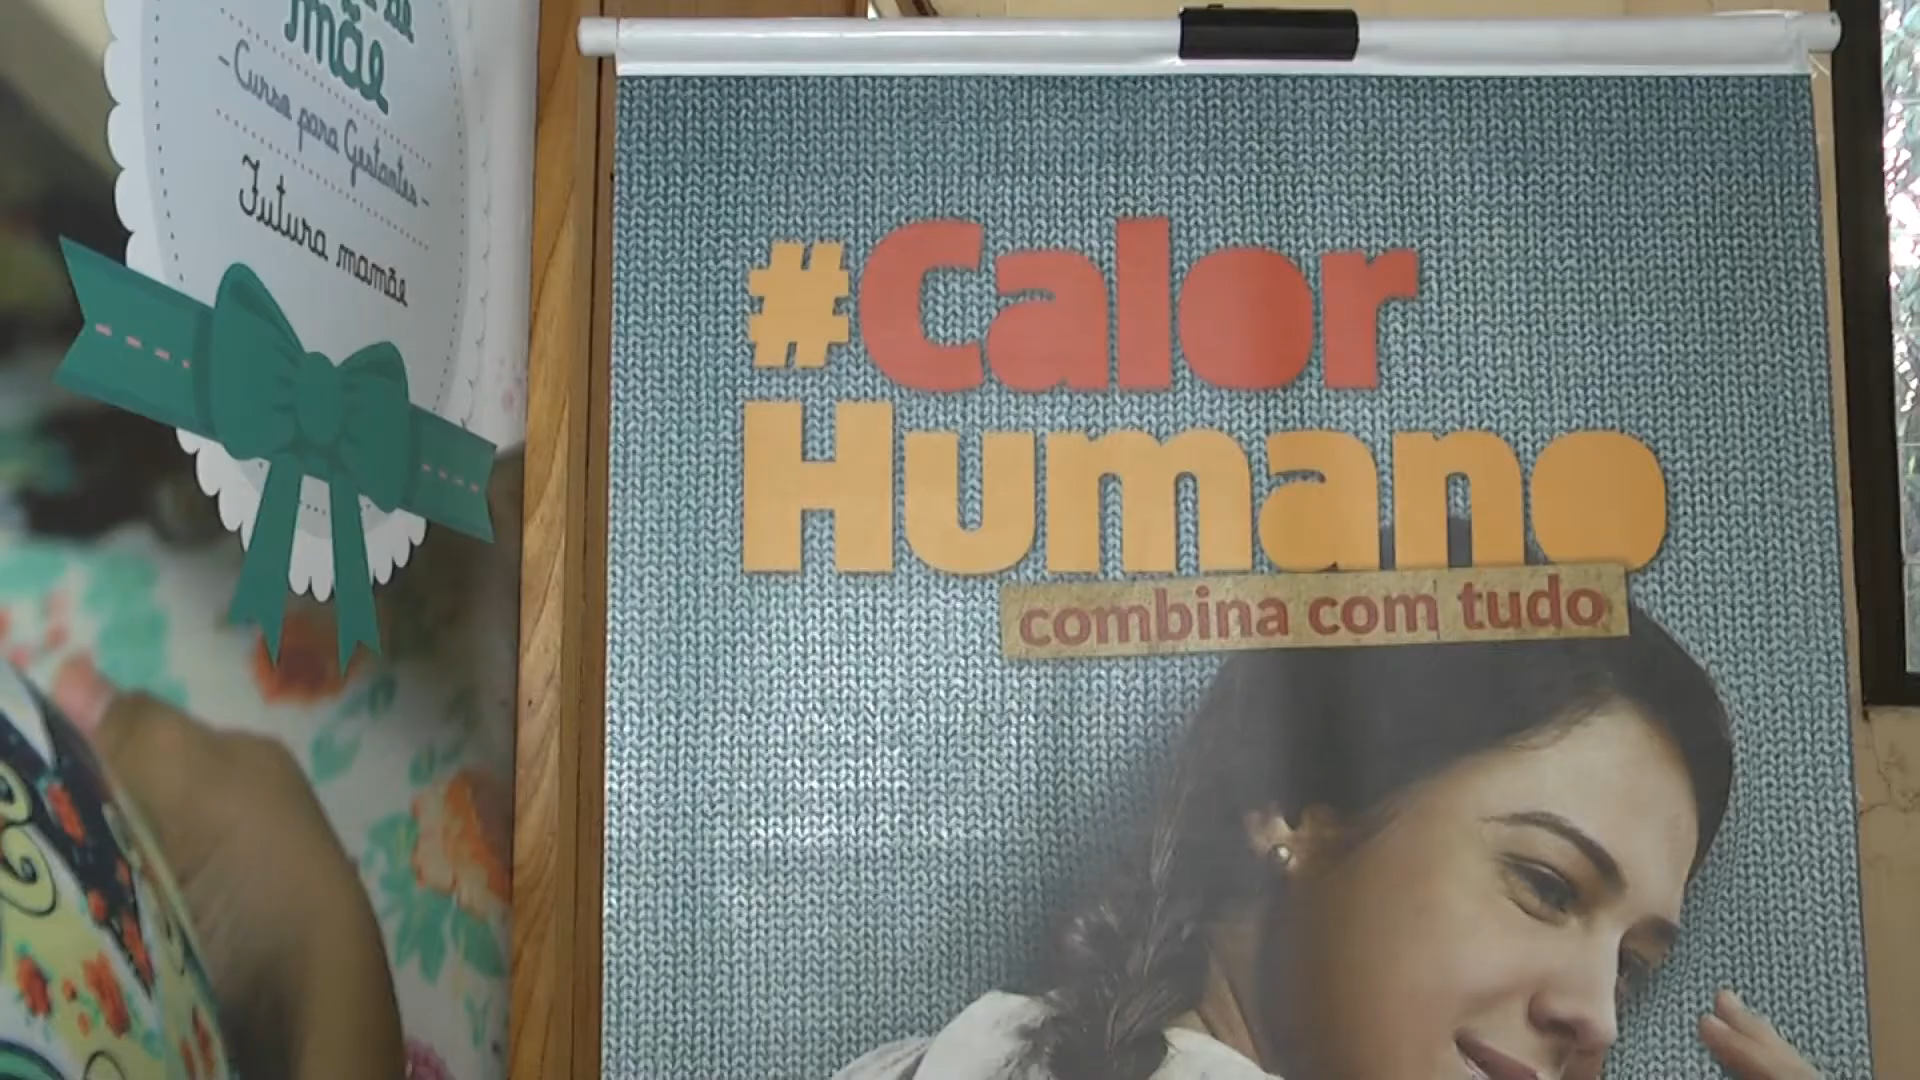 mãe
-Curso para Gestantes-
Futura mamãe
#Calor
Humano
combina com tudo